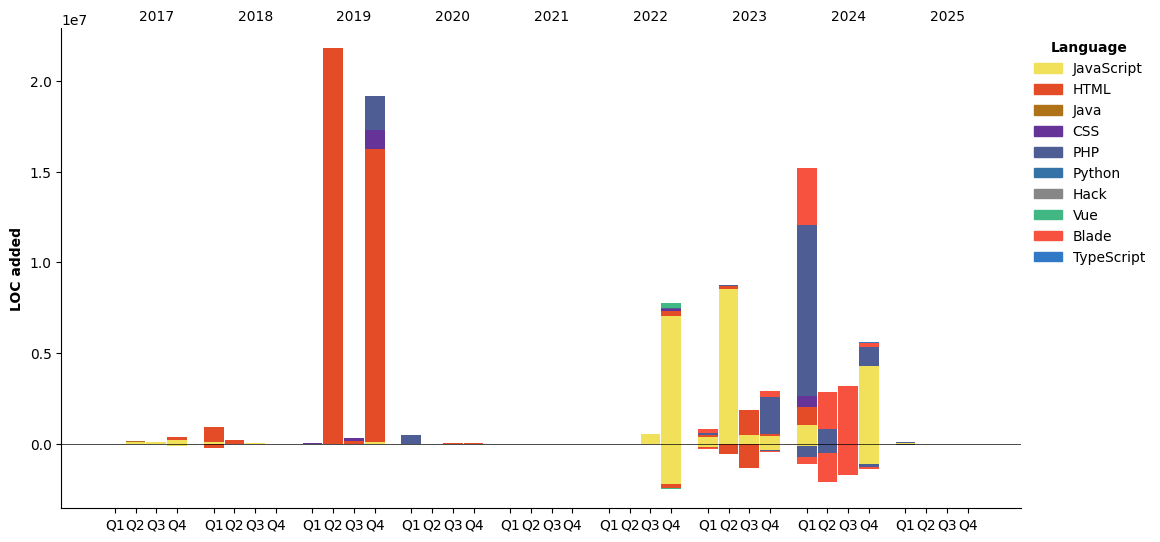 2017 2018 2019 2020 2021 2022 2023 2024 2025
1e7
2.0
1.5
1.0
0.5
0.0
LOC added
Q1 Q2 Q3 Q4 Q1 Q2 Q3 Q4 Q1 Q2 Q3 Q4 Q1 Q2 Q3 Q4 Q1 Q2 Q3 Q4 Q1 Q2 Q3 Q4 Q1 Q2 Q3 Q4 Q1 Q2 Q3 Q4 Q1 Q2 Q3 Q4
Language
JavaScript
HTML
Java
CSS
PHP
Python
Hack
Vue
Blade
TypeScript